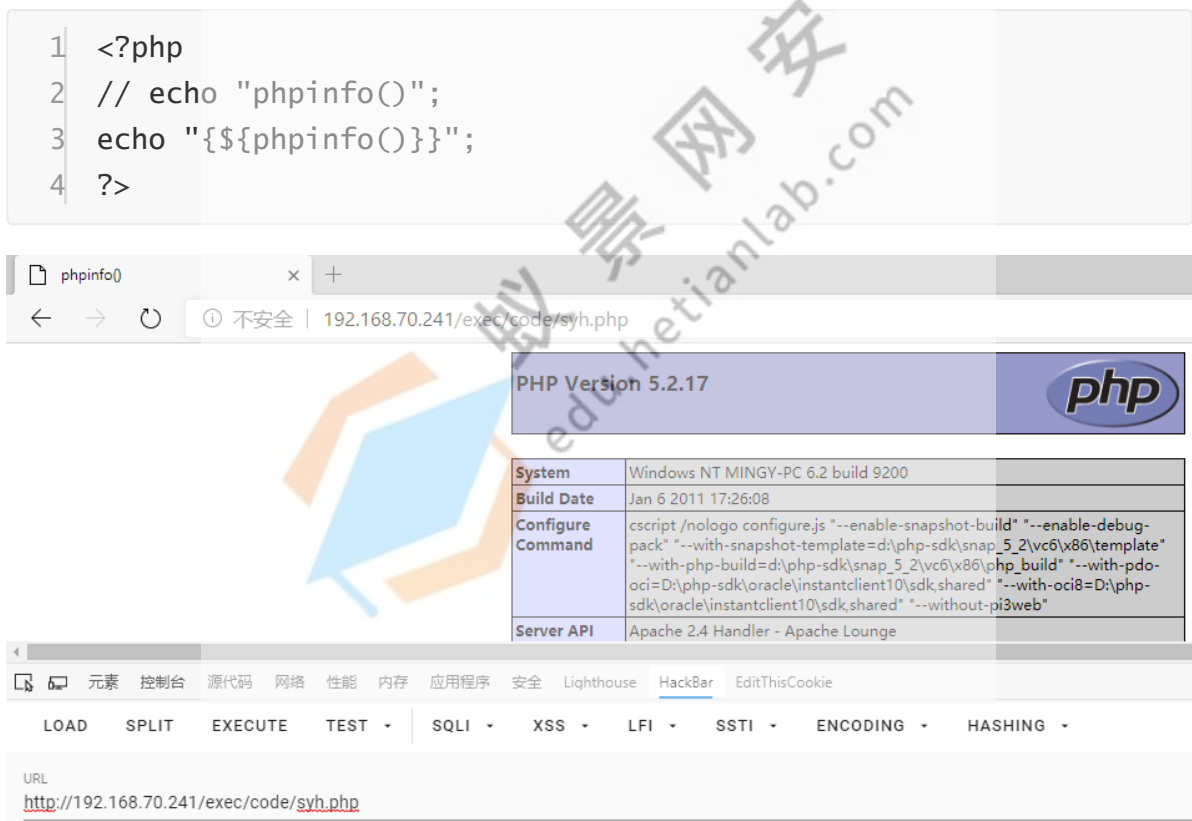 1 <?php
2 // echo "phpinfo()";
3 echo "{${phpinfo()}}";
4 ?>
蚁景网安
edu.hetianlab.com
phpinfo()
不安全 | 192.168.70.241/exec/code/syh.php
PHP Version 5.2.17
php
System Windows NT MINGY-PC 6.2 build 9200
Build Date Jan 6 2011 17:26:08
Configure cscript /nologo configure.js "--enable-snapshot-build" "--enable-debug-
Command pack" "--with-snapshot-template=d:\php-sdk\snap_5_2\vc6\x86\template"
"--with-php-build=d:\php-sdk\snap_5_2\vc6\x86\php_build" "--with-pdo-
oci=D:\php-sdk\oracle\instantclient10\sdk,shared" "--with-oci8=D:\php-
sdk\oracle\instantclient10\sdk,shared" "--without-pi3web"
Server API Apache 2.4 Handler - Apache Lounge
元素 控制台 源代码 网络 性能 内存 应用程序 安全 Lighthouse HackBar EditThisCookie
LOAD SPLIT EXECUTE TEST SQLI XSS LFI SSTI ENCODING HASHING
URL
http://192.168.70.241/exec/code/syh.php